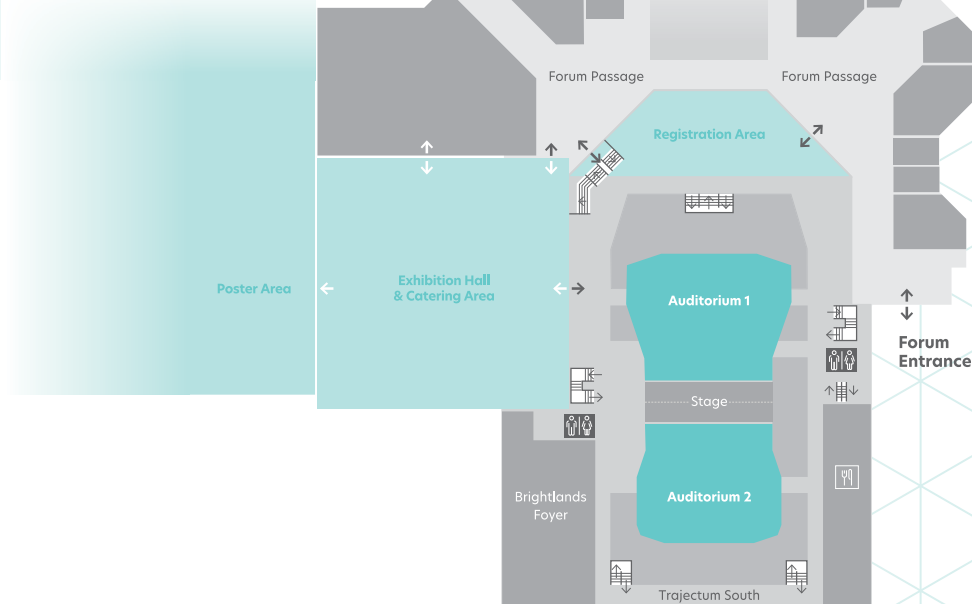 Forum Passage
Forum Passage
Registration Area
Poster Area
Exhibition Hall
& Catering Area
Auditorium 1
Forum
Entrance
Stage
Auditorium 2
Brightlands
Foyer
Trajectum South